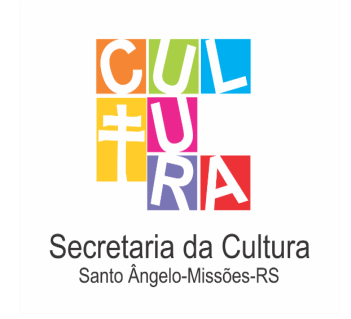 CUL
TU
RA
Secretaria da Cultura
Santo Ângelo-Missões-RS